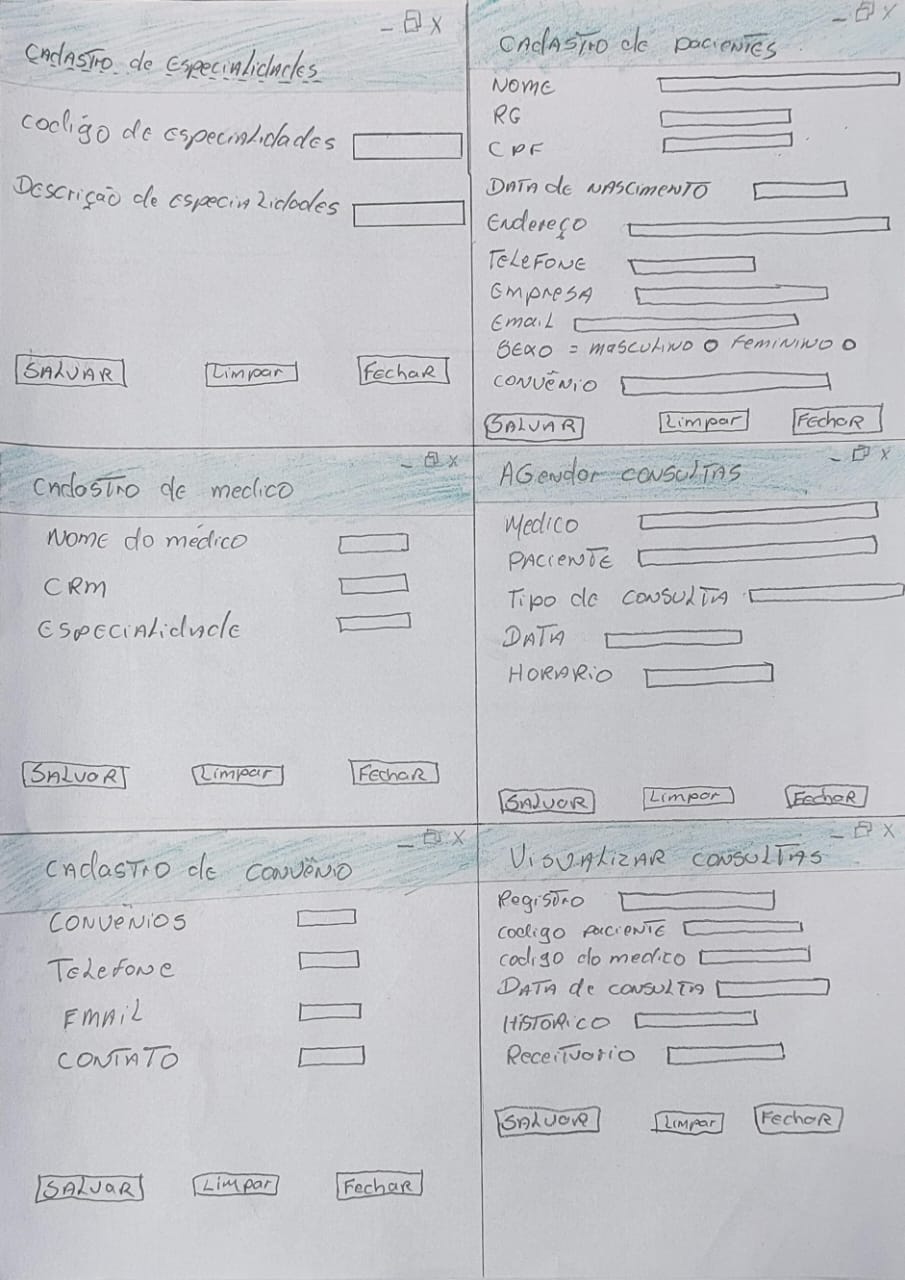 Cadastro de Especialidades
Codigo de especialidades
Descrição de especialidades
SALVAR Limpar Fechar
Cadastro de pacientes
NOME
RG
CPF
DATA de NASCIMENTO
Endereço
TELEFONE
EMPRESA
Email
SEXO = MASCULINO O FEMININO O
CONVÊNIO
SALVAR Limpar Fechar
Cadastro de medico
NOME do médico
CRM
ESPECIALIDADE
SALVAR Limpar Fechar
AGendar CONSULTAS
Medico
PACIENTE
Tipo de CONSULTA
DATA
HORARIO
SALVAR Limpar Fechar
CADASTRO de CONVÊNIO
CONVÊNIOS
Telefone
EMAIL
CONTATO
SALVAR Limpar Fechar
VISUALIZAR CONSULTAS
Registro
codigo PACIENTE
codigo do medico
DATA de CONSULTA
HISTORICO
Receituario
SALVAR Limpar Fechar